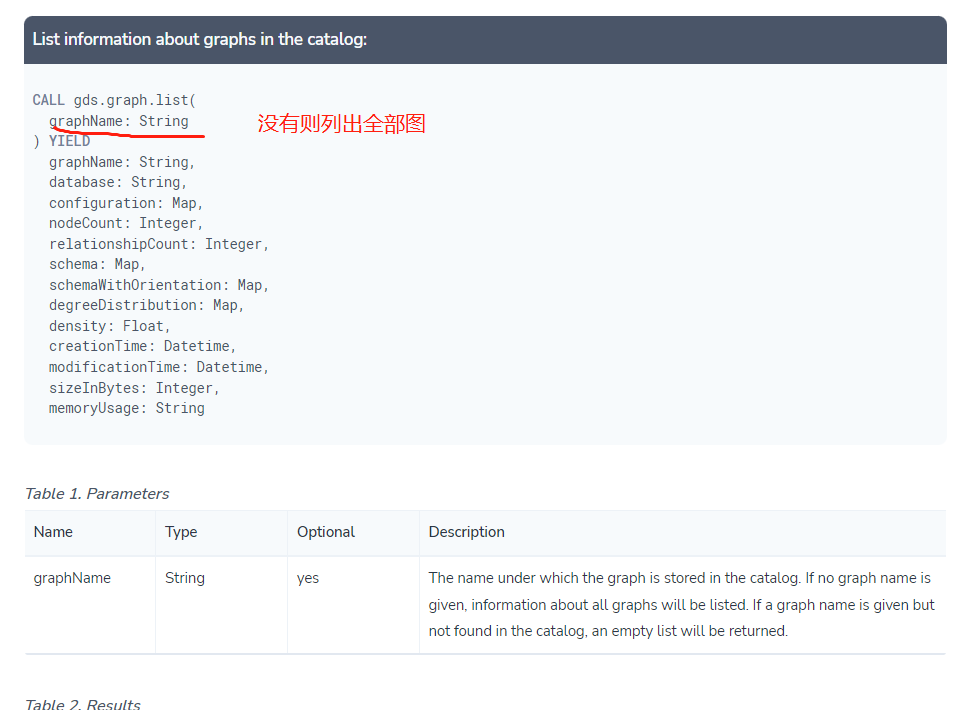 List information about graphs in the catalog:
CALL gds.graph.list(
graphName: String
没有则列出全部图
) YIELD
graphName: String,
database: String,
configuration: Map,
nodeCount: Integer,
relationshipCount: Integer,
schema: Map,
schemaWithOrientation: Map,
degreeDistribution: Map,
density: Float,
creationTime: Datetime,
modificationTime: Datetime,
sizeInBytes: Integer,
memoryUsage: String
Table 1. Parameters
Name Type Optional Description
graphName String yes The name under which the graph is stored in the catalog. If no graph name is
given, information about all graphs will be listed. If a graph name is given but
not found in the catalog, an empty list will be returned.
Table 2. Results